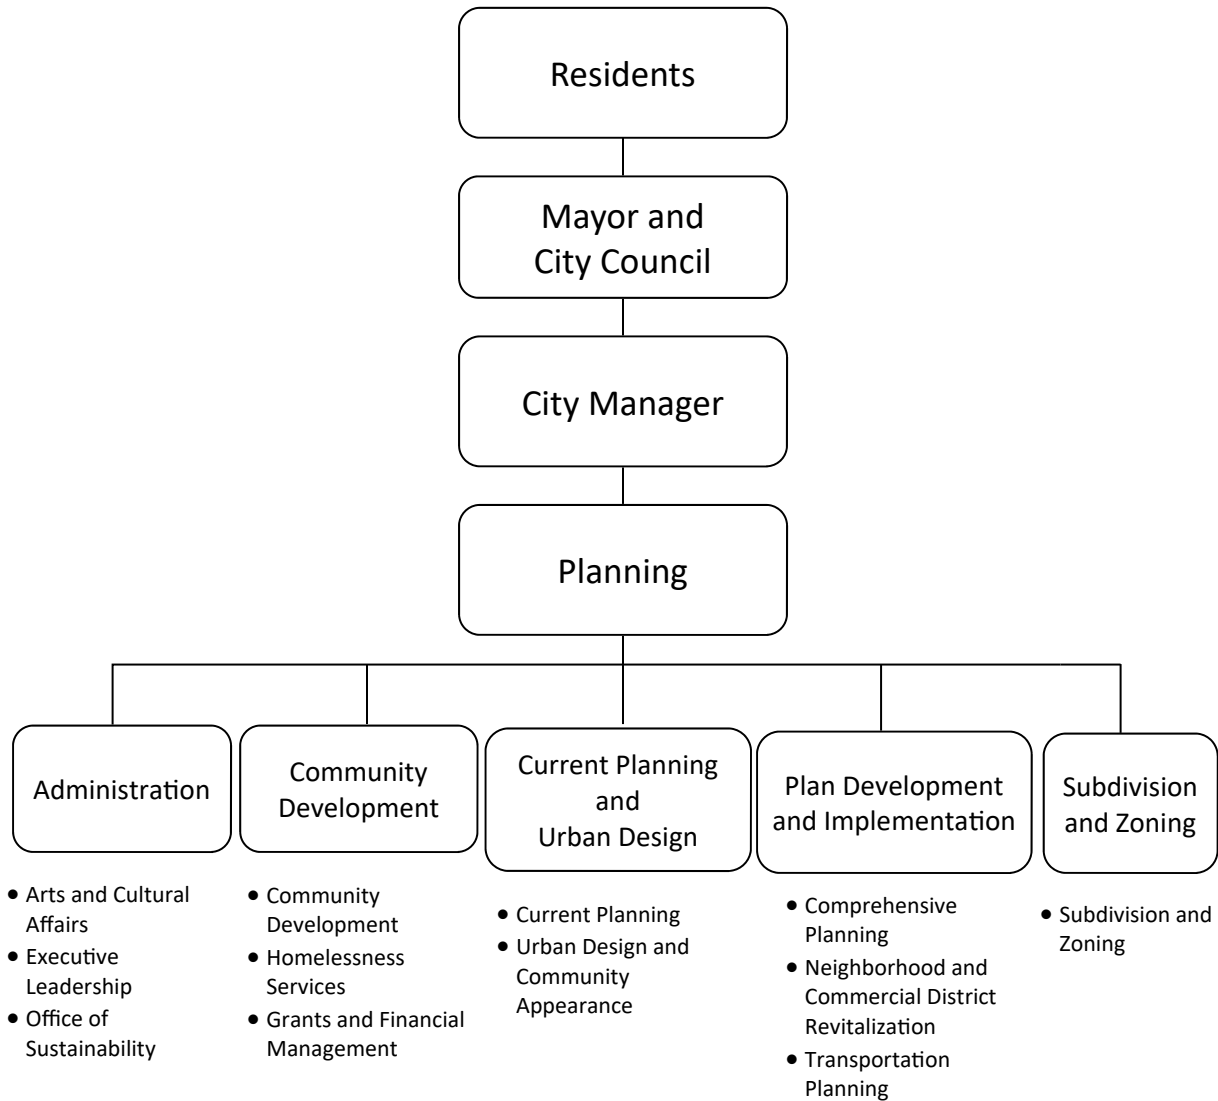 Residents
Mayor and
City Council
City Manager
Planning
Administration
Community
Development
Current Planning
and
Urban Design
Plan Development
and Implementation
Subdivision
and Zoning
• Arts and Cultural
Affairs
• Executive
Leadership
• Office of
Sustainability
• Community
Development
• Homelessness
Services
• Grants and Financial
Management
• Current Planning
• Urban Design and
Community
Appearance
• Comprehensive
Planning
• Neighborhood and
Commercial District
Revitalization
• Transportation
Planning
• Subdivision and
Zoning